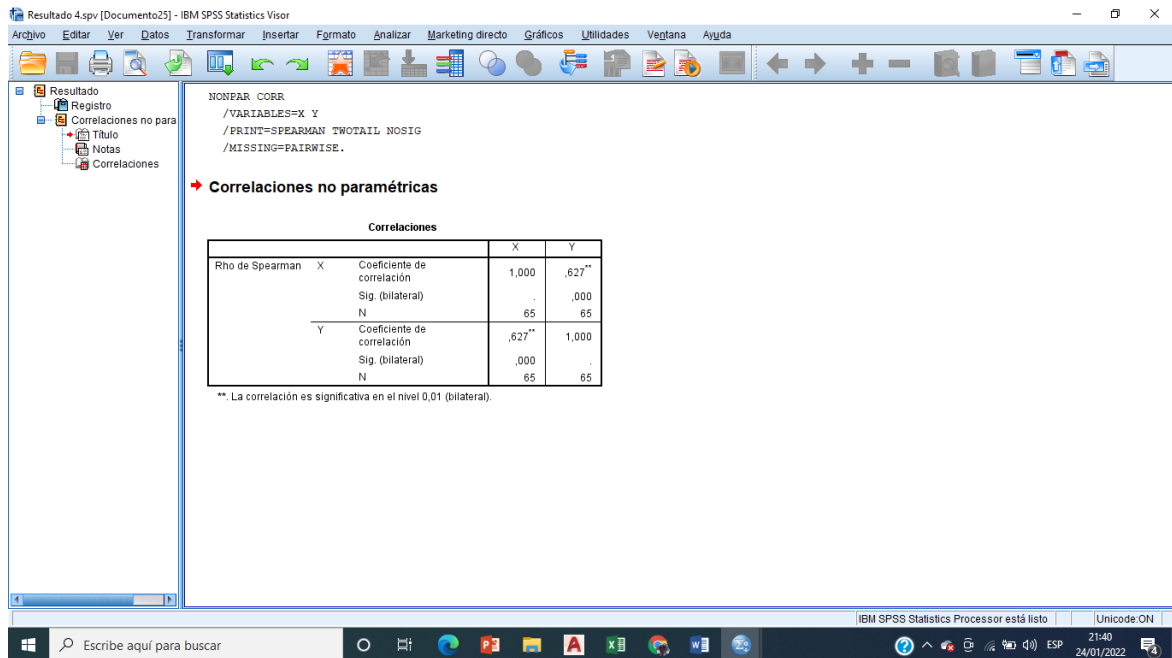 Resultado 4.spv [Documento25] - IBM SPSS Statistics Visor
Archivo Editar Ver Datos Transformar Insertar Formato Analizar Marketing directo Gráficos Utilidades Ventana Ayuda
Resultado
Registro
Correlaciones no para
Título
Notas
Correlaciones
NONPAR CORR
/VARIABLES=X Y
/PRINT=SPEARMAN TWOTAIL NOSIG
/MISSING=PAIRWISE.
Correlaciones no paramétricas
Correlaciones
X Y
Rho de Spearman X Coeficiente de
correlación 1,000 ,627**
Sig. (bilateral) . ,000
N 65 65
Y Coeficiente de
correlación ,627** 1,000
Sig. (bilateral) ,000 .
N 65 65
**. La correlación es significativa en el nivel 0,01 (bilateral).
IBM SPSS Statistics Processor está listo Unicode:ON
Escribe aquí para buscar
ESP
21:40
24/01/2022